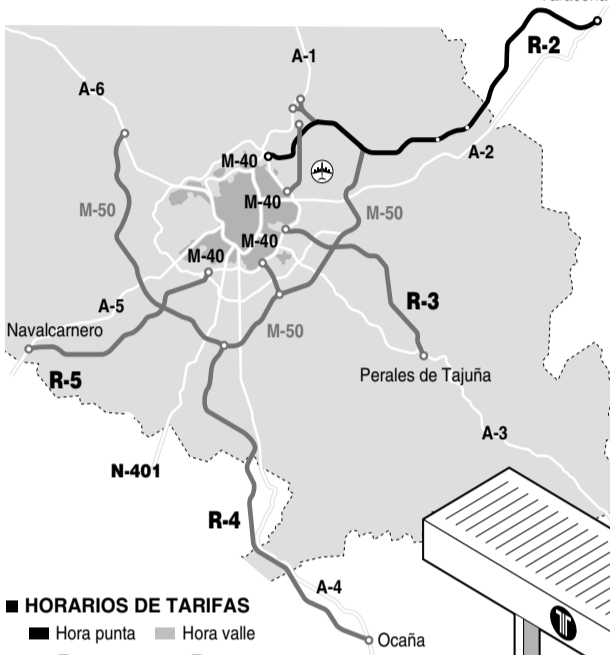 R-2
A-1
A-6
A-2
M-40
M-50
M-40
M-50
M-40
M-40
R-3
A-5
Navalcarnero
M-50
R-5
Perales de Tajuña
A-3
N-401
R-4
A-4
HORARIOS DE TARIFAS
Hora punta Hora valle
Ocaña